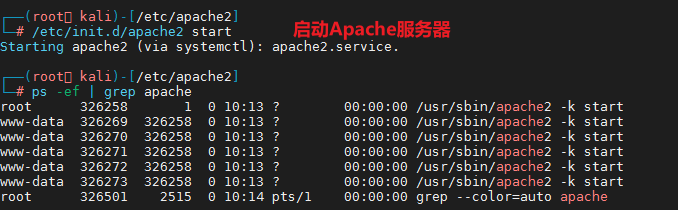 ┌──(root㉿ kali)-[/etc/apache2]
└─# /etc/init.d/apache2 start
启动Apache服务器
Starting apache2 (via systemctl): apache2.service.
┌──(root㉿ kali)-[/etc/apache2]
└─# ps -ef | grep apache
root      326258       1  0 10:13 ?        00:00:00 /usr/sbin/apache2 -k start
www-data  326269  326258  0 10:13 ?        00:00:00 /usr/sbin/apache2 -k start
www-data  326270  326258  0 10:13 ?        00:00:00 /usr/sbin/apache2 -k start
www-data  326271  326258  0 10:13 ?        00:00:00 /usr/sbin/apache2 -k start
www-data  326272  326258  0 10:13 ?        00:00:00 /usr/sbin/apache2 -k start
www-data  326273  326258  0 10:13 ?        00:00:00 /usr/sbin/apache2 -k start
root      326501    2515  0 10:14 pts/1    00:00:00 grep --color=auto apache